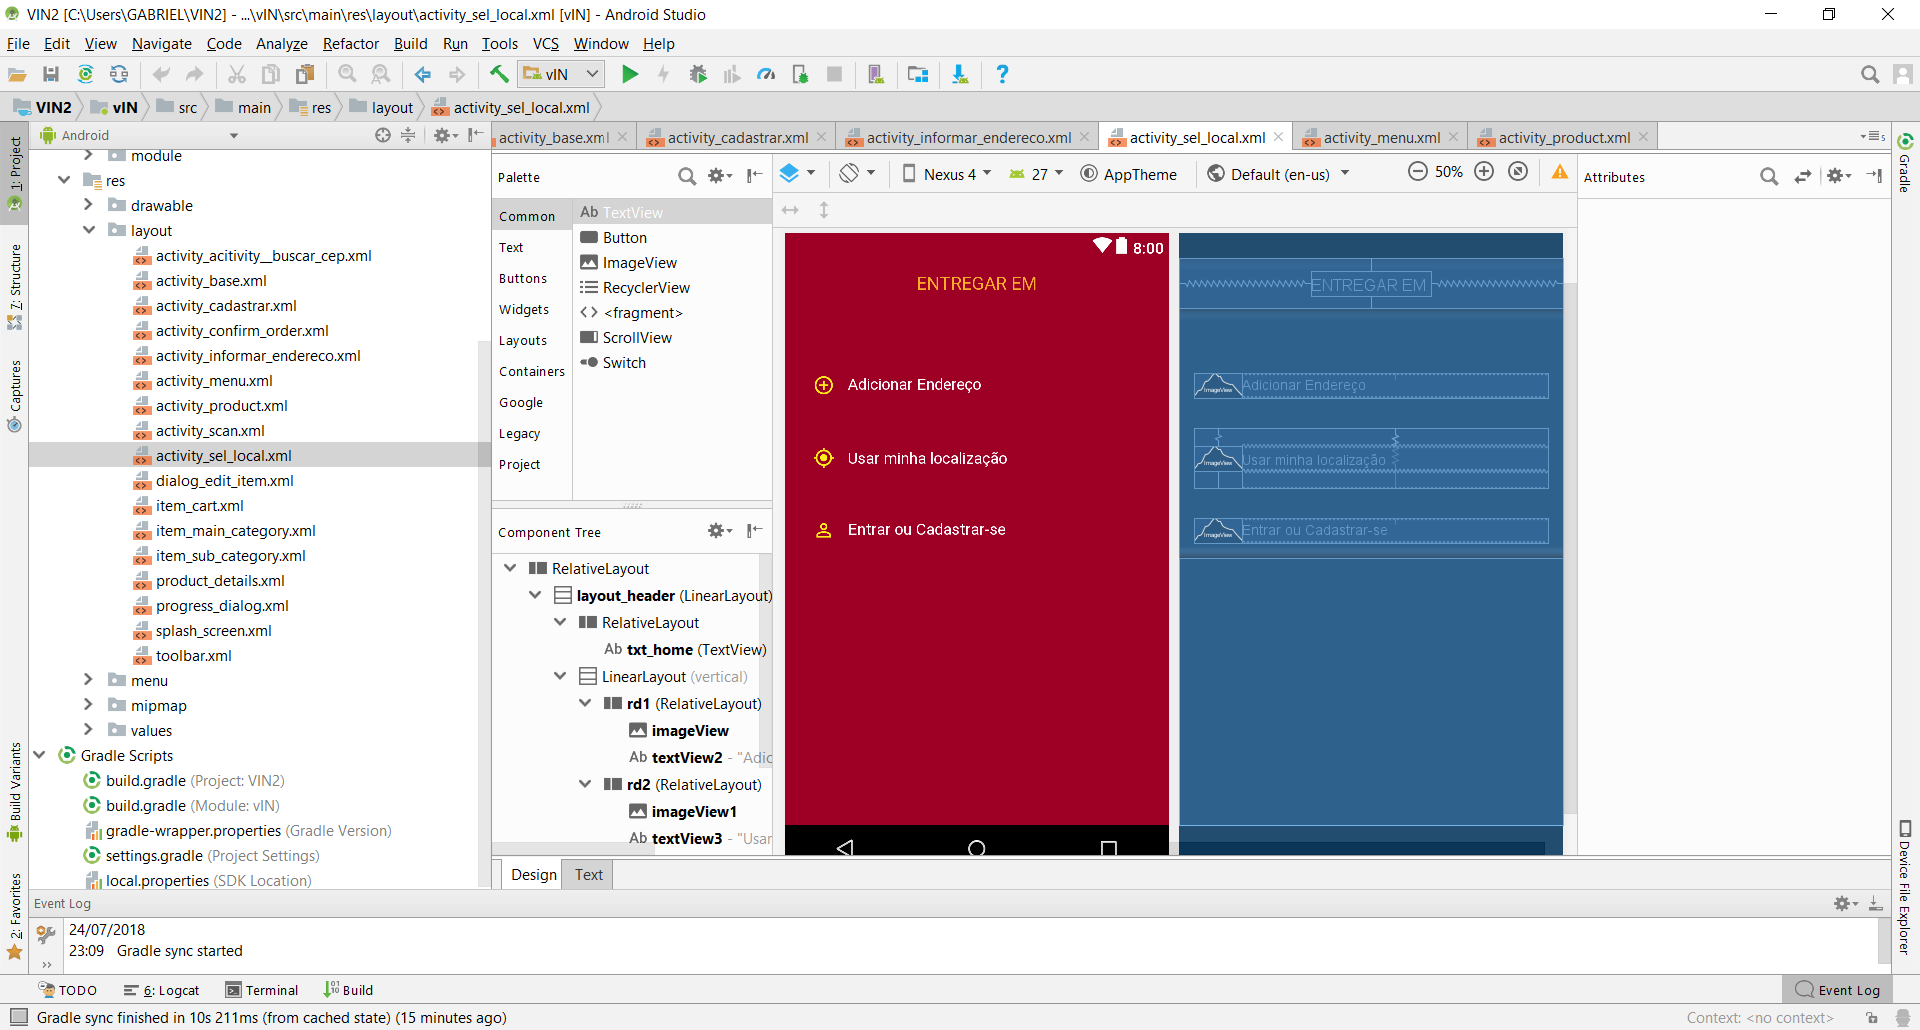 VIN2 [C:\Users\GABRIEL\VIN2] - ...\vIN\src\main\res\layout\activity_sel_local.xml [vIN] - Android Studio
File Edit View Navigate Code Analyze Refactor Build Run Tools VCS Window Help
vIN
VIN2 vIN src main res layout activity_sel_local.xml
1: Project
7: Structure
Captures
Build Variants
2: Favorites
Android
module
res
drawable
layout
activity_acitivity__buscar_cep.xml
activity_base.xml
activity_cadastrar.xml
activity_confirm_order.xml
activity_informar_endereco.xml
activity_menu.xml
activity_product.xml
activity_scan.xml
activity_sel_local.xml
dialog_edit_item.xml
item_cart.xml
item_main_category.xml
item_sub_category.xml
product_details.xml
progress_dialog.xml
splash_screen.xml
toolbar.xml
menu
mipmap
values
Gradle Scripts
build.gradle (Project: VIN2)
build.gradle (Module: vIN)
gradle-wrapper.properties (Gradle Version)
settings.gradle (Project Settings)
local.properties (SDK Location)
activity_base.xml activity_cadastrar.xml activity_informar_endereco.xml activity_sel_local.xml activity_menu.xml activity_product.xml
5
Palette
Common
Text
Buttons
Widgets
Layouts
Containers
Google
Legacy
Project
Ab TextView
Button
ImageView
RecyclerView
<fragment>
ScrollView
Switch
Component Tree
RelativeLayout
layout_header (LinearLayout)
RelativeLayout
Ab txt_home (TextView)
LinearLayout (vertical)
rd1 (RelativeLayout)
imageView
Ab textView2 - "Adic
rd2 (RelativeLayout)
imageView1
Ab textView3 - "Usar
Design Text
Nexus 4 27 AppTheme Default (en-us) 50%
8:00
ENTREGAR EM
Adicionar Endereço
Usar minha localização
Entrar ou Cadastrar-se
ENTREGAR EM
ImageView Adicionar Endereço
ImageView Usar minha localização
ImageView Entrar ou Cadastrar-se
Attributes
Gradle
Device File Explorer
Event Log
24/07/2018
23:09 Gradle sync started
TODO 6: Logcat Terminal Build Event Log
Gradle sync finished in 10s 211ms (from cached state) (15 minutes ago) Context: <no context>